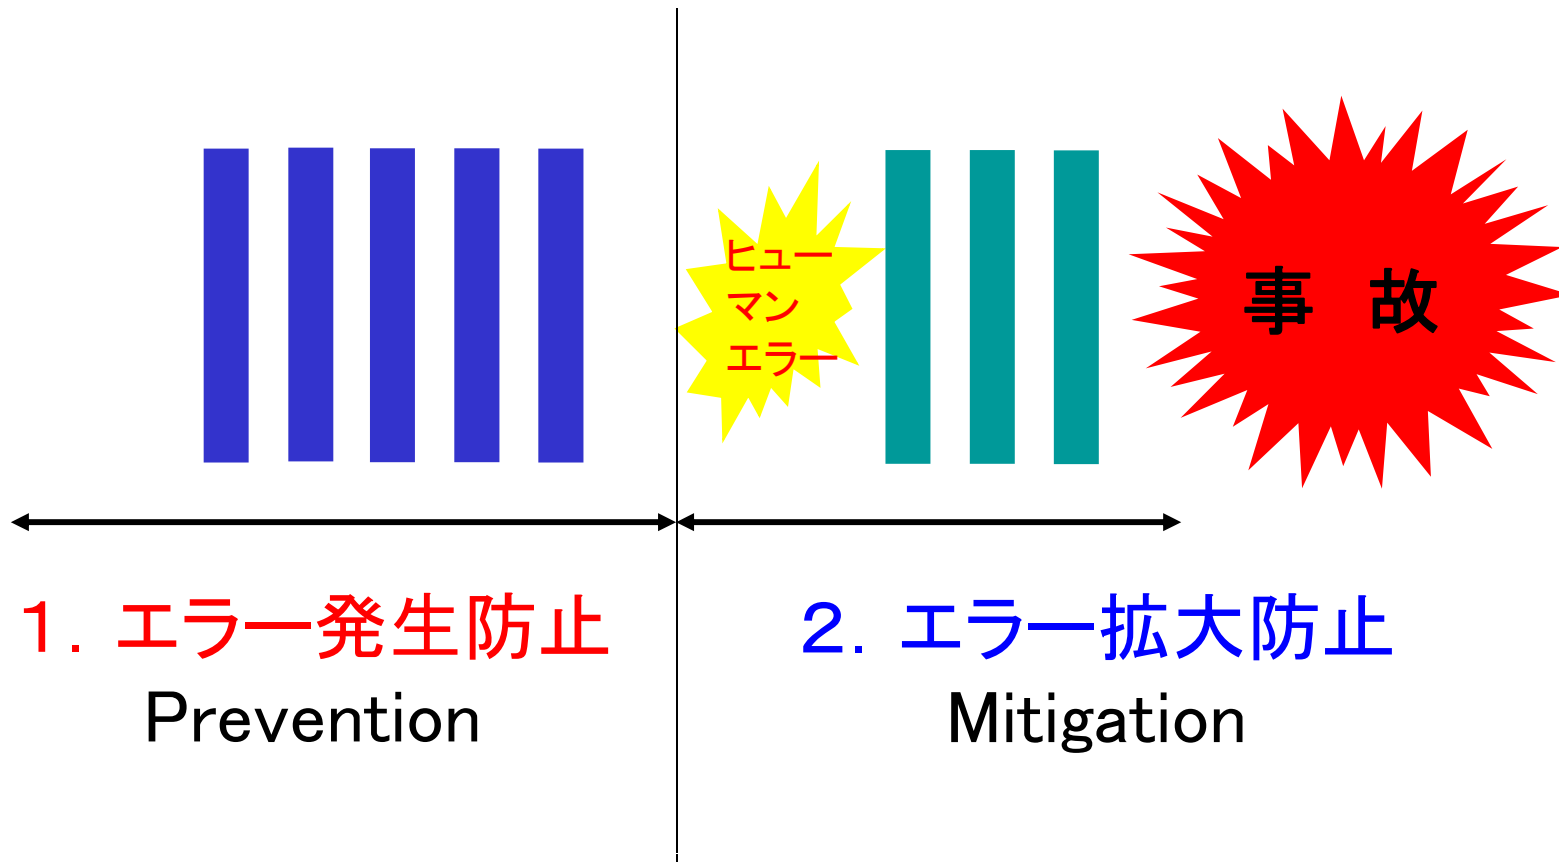 ヒュー
マン
エラー
事　故
１．エラー発生防止
Prevention
２．エラー拡大防止
Mitigation